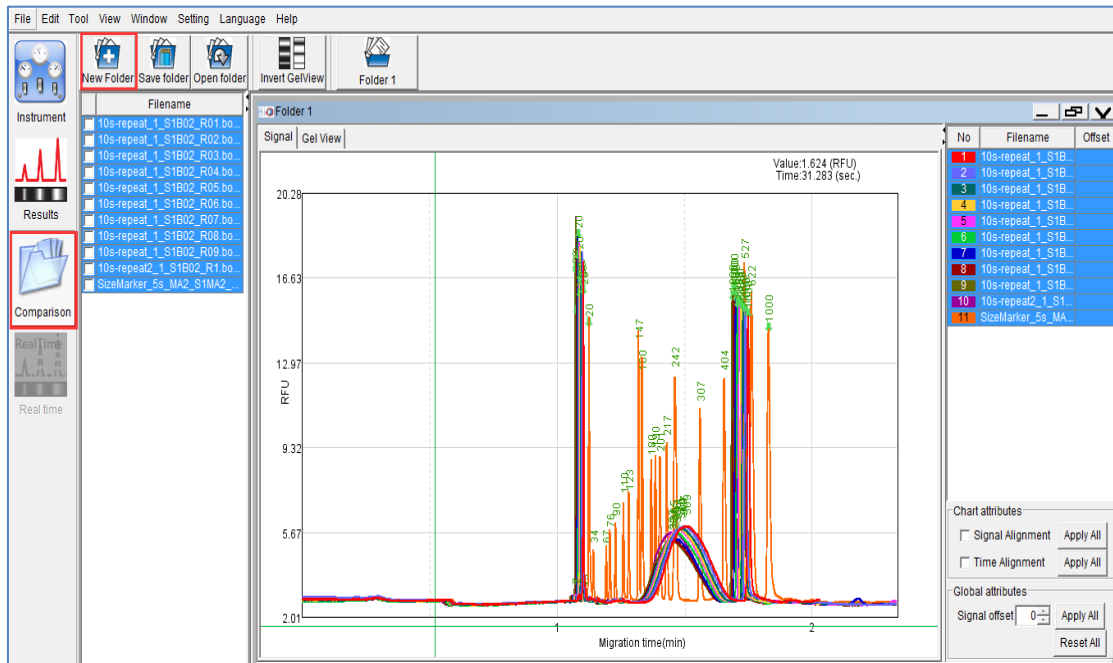 File Edit Tool View Window Setting Language Help
New Folder Save folder Open folder Invert GelView Folder 1
Instrument
Results
Comparison
RealTime
Real time
Filename
10s-repeat_1_S1B02_R01.bo...
10s-repeat_1_S1B02_R02.bo...
10s-repeat_1_S1B02_R03.bo...
10s-repeat_1_S1B02_R04.bo...
10s-repeat_1_S1B02_R05.bo...
10s-repeat_1_S1B02_R06.bo...
10s-repeat_1_S1B02_R07.bo...
10s-repeat_1_S1B02_R08.bo...
10s-repeat_1_S1B02_R09.bo...
10s-repeat2_1_S1B02_R1.bo...
SizeMarker_5s_MA2_S1MA2_...
Folder 1
Signal Gel View
Value:1.624 (RFU)
Time:31.283 (sec.)
20.28
16.63
12.97
9.32
5.67
2.01
RFU
20
20
34
67
76
90
110
123
147
160
180
190
201
217
242
307
404
527
622
1000
1
2
Migration time(min)
No Filename Offset
1 10s-repeat_1_S1B...
2 10s-repeat_1_S1B...
3 10s-repeat_1_S1B...
4 10s-repeat_1_S1B...
5 10s-repeat_1_S1B...
6 10s-repeat_1_S1B...
7 10s-repeat_1_S1B...
8 10s-repeat_1_S1B...
9 10s-repeat_1_S1B...
10 10s-repeat2_1_S1...
11 SizeMarker_5s_MA...
Chart attributes
Signal Alignment Apply All
Time Alignment Apply All
Global attributes
Signal offset 0 Apply All
Reset All